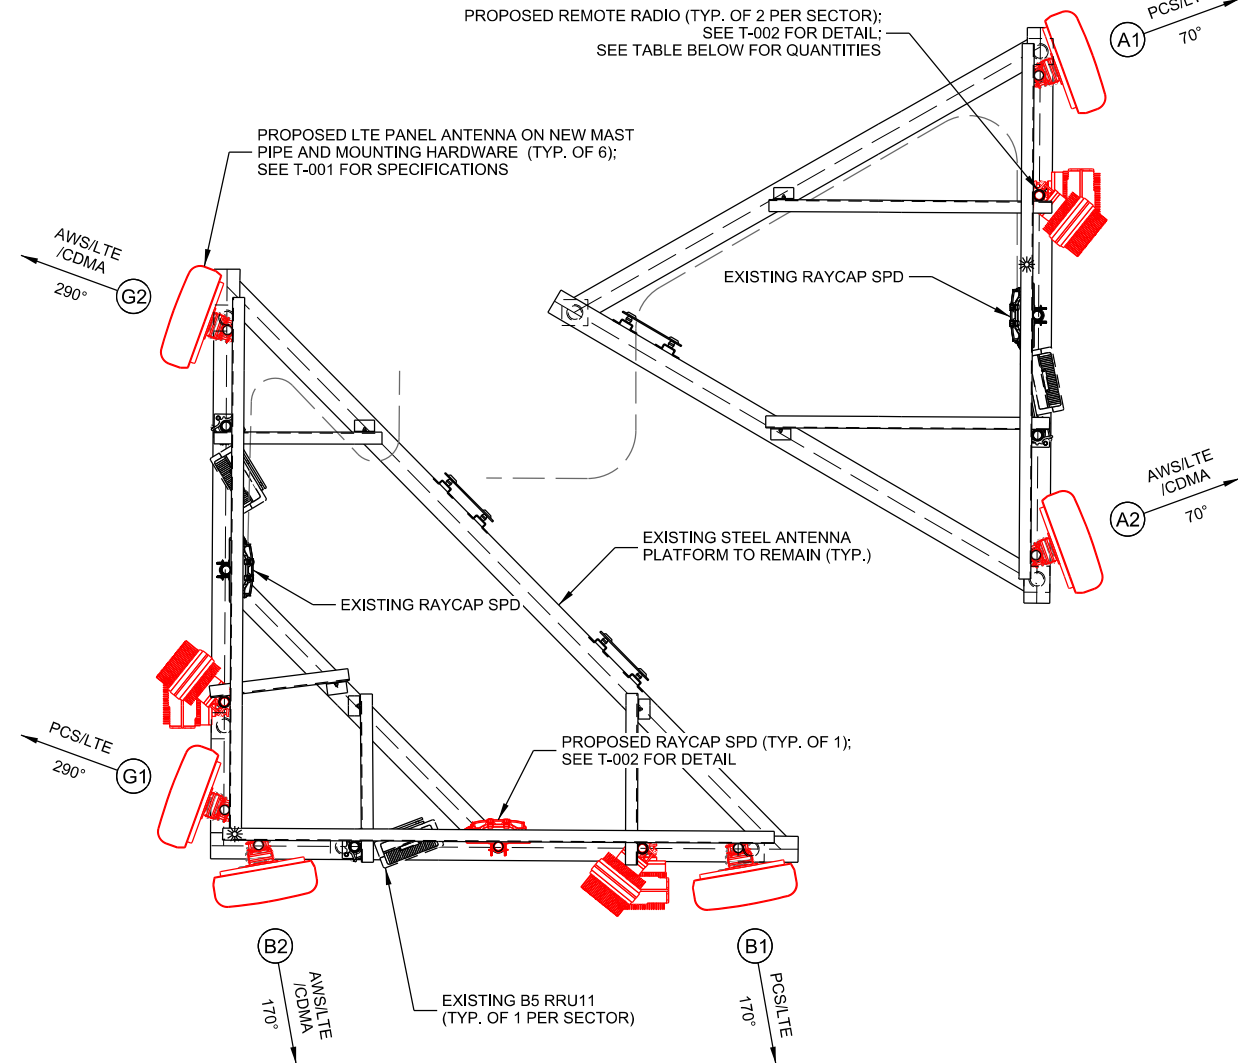 PROPOSED REMOTE RADIO (TYP. OF 2 PER SECTOR);
SEE T-002 FOR DETAIL;
SEE TABLE BELOW FOR QUANTITIES
A1
70°
PROPOSED LTE PANEL ANTENNA ON NEW MAST
PIPE AND MOUNTING HARDWARE (TYP. OF 6);
SEE T-001 FOR SPECIFICATIONS
AWS/LTE
/CDMA
290°
G2
EXISTING RAYCAP SPD
AWS/LTE
/CDMA
70°
A2
EXISTING STEEL ANTENNA
PLATFORM TO REMAIN (TYP.)
EXISTING RAYCAP SPD
PCS/LTE
290°
G1
PROPOSED RAYCAP SPD (TYP. OF 1);
SEE T-002 FOR DETAIL
B2
AWS/LTE
/CDMA
170°
B1
PCS/LTE
170°
EXISTING B5 RRU11
(TYP. OF 1 PER SECTOR)